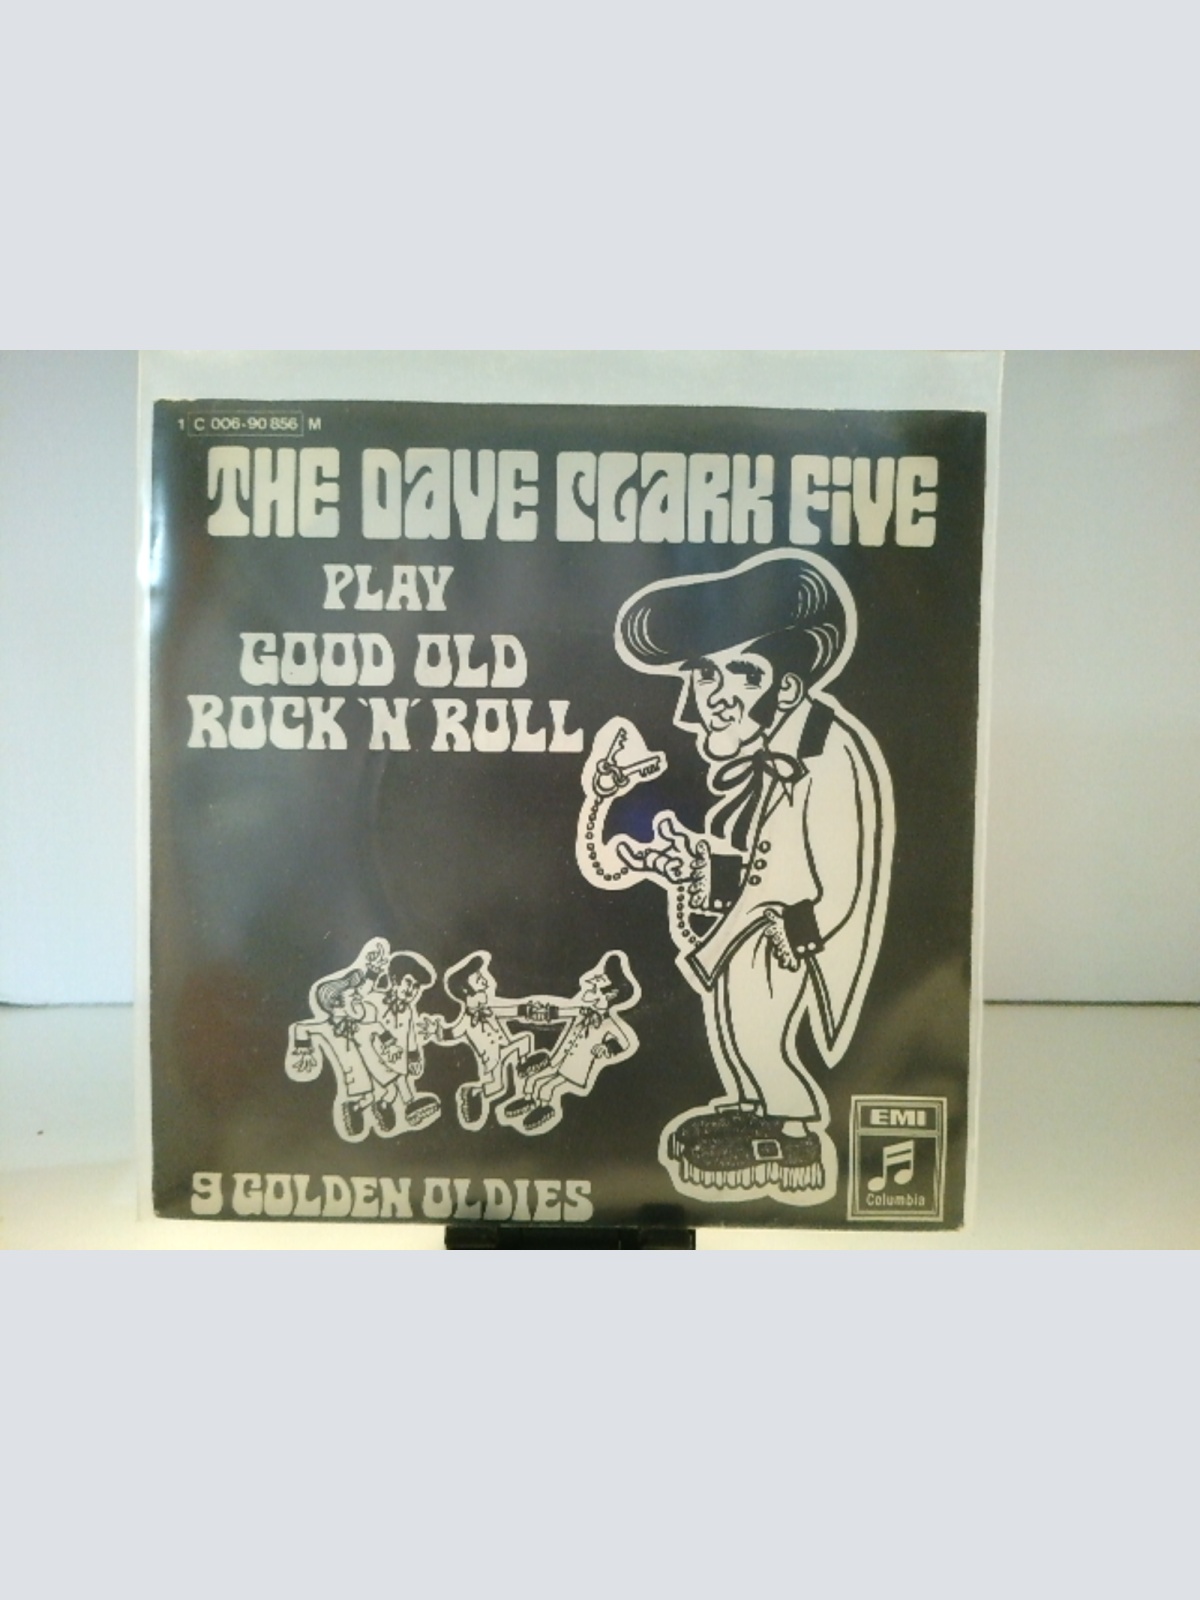 1 C 006-90 856 M
THE DAVE CLARK FIVE
PLAY
GOOD OLD
ROCK 'N' ROLL
9 GOLDEN OLDIES
EMI
Columbia